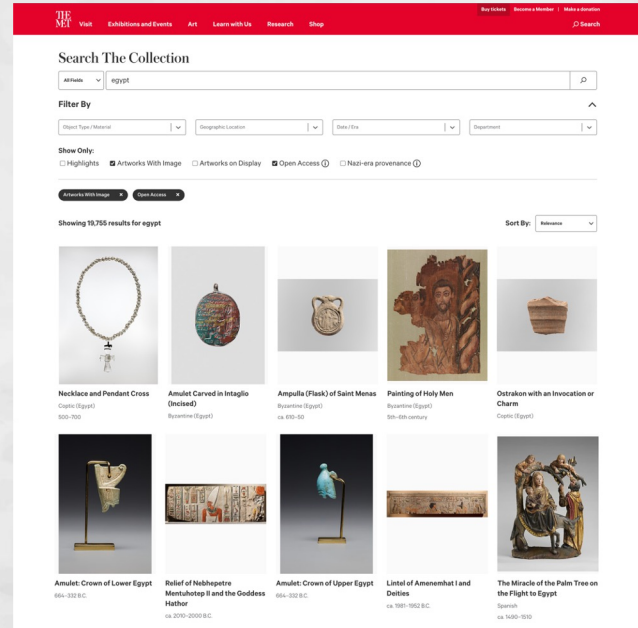 THE MET
Buy tickets Become a Member | Make a donation
Visit Exhibitions and Events Art Learn with Us Research Shop Search
Search The Collection
All Fields egypt
Filter By
Object Type / Material Geographic Location Date / Era Department
Show Only:
Highlights Artworks With Image Artworks on Display Open Access Nazi-era provenance
Artworks With Image × Open Access ×
Showing 19,755 results for egypt Sort By: Relevance
Necklace and Pendant Cross
Coptic (Egypt)
500–700
Amulet Carved in Intaglio
(Incised)
Byzantine (Egypt)
Ampulla (Flask) of Saint Menas
Byzantine (Egypt)
ca. 610–50
Painting of Holy Men
Byzantine (Egypt)
5th–6th century
Ostrakon with an Invocation or
Charm
Coptic (Egypt)
Amulet: Crown of Lower Egypt
664–332 B.C.
Relief of Nebhepetre
Mentuhotep II and the Goddess
Hathor
ca. 2010–2000 B.C.
Amulet: Crown of Upper Egypt
664–332 B.C.
Lintel of Amenemhat I and
Deities
ca. 1981–1952 B.C.
The Miracle of the Palm Tree on
the Flight to Egypt
Spanish
ca. 1490–1510